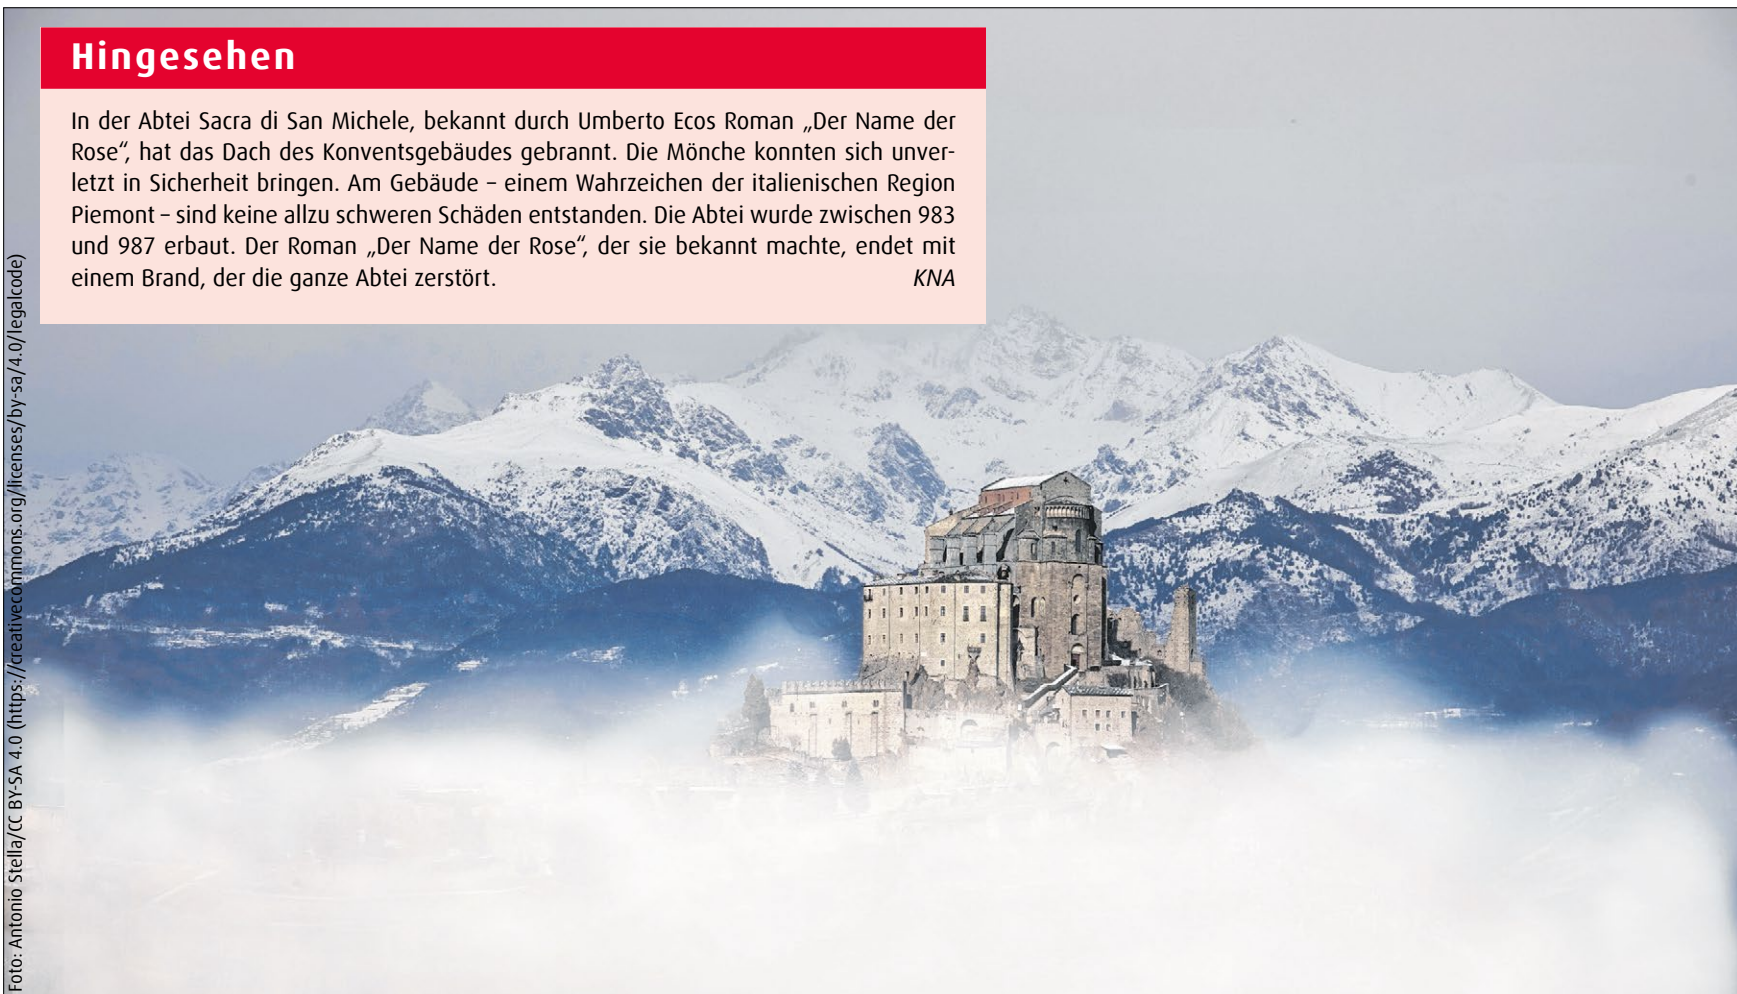 Hingesehen
In der Abtei Sacra di San Michele, bekannt durch Umberto Ecos Roman „Der Name der
Rose“, hat das Dach des Konventsgebäudes gebrannt. Die Mönche konnten sich unver-
letzt in Sicherheit bringen. Am Gebäude – einem Wahrzeichen der italienischen Region
Piemont – sind keine allzu schweren Schäden entstanden. Die Abtei wurde zwischen 983
und 987 erbaut. Der Roman „Der Name der Rose“, der sie bekannt machte, endet mit
einem Brand, der die ganze Abtei zerstört. KNA
Foto: Antonio Stella/CC BY-SA 4.0 (https://creativecommons.org/licenses/by-sa/4.0/legalcode)